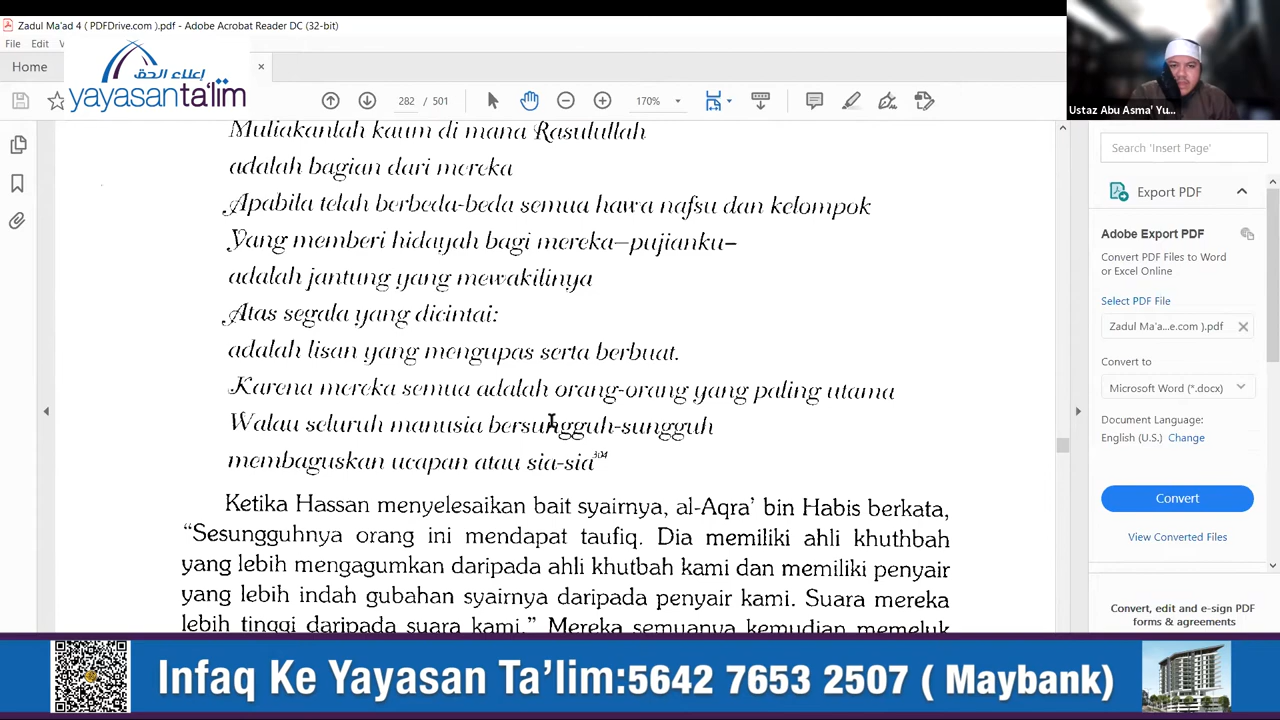 Zadul Ma'ad 4 ( PDFDrive.com ).pdf - Adobe Acrobat Reader DC (32-bit)
File Edit V
Home
إعلاء الحق
yayasanta'lim
282 / 501
170%
Ustaz Abu Asma' Yu...
Muliakanlah kaum di mana Rasulullah
adalah bagian dari mereka
Apabila telah berbeda-beda semua hawa nafsu dan kelompok
Yang memberi hidayah bagi mereka—pujianku—
adalah jantung yang mewakilinya
Atas segala yang dicintai:
adalah lisan yang mengupas serta berbuat.
Karena mereka semua adalah orang-orang yang paling utama
Walau seluruh manusia bersungguh-sungguh
membaguskan ucapan atau sia-sia304
Ketika Hassan menyelesaikan bait syairnya, al-Aqra' bin Habis berkata,
“Sesungguhnya orang ini mendapat taufiq. Dia memiliki ahli khuthbah
yang lebih mengagumkan daripada ahli khutbah kami dan memiliki penyair
yang lebih indah gubahan syairnya daripada penyair kami. Suara mereka
lebih tinggi daripada suara kami.” Mereka semuanya kemudian memeluk
Search 'Insert Page'
Export PDF
Adobe Export PDF
Convert PDF Files to Word
or Excel Online
Select PDF File
Zadul Ma'a...e.com ).pdf
Convert to
Microsoft Word (*.docx)
Document Language:
English (U.S.) Change
Convert
View Converted Files
Convert, edit and e-sign PDF
forms & agreements
Infaq Ke Yayasan Ta'lim:5642 7653 2507 ( Maybank)